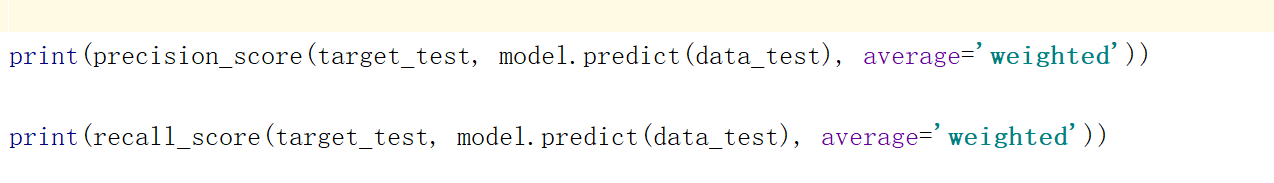 print(precision_score(target_test, model.predict(data_test), average='weighted'))
print(recall_score(target_test, model.predict(data_test), average='weighted'))